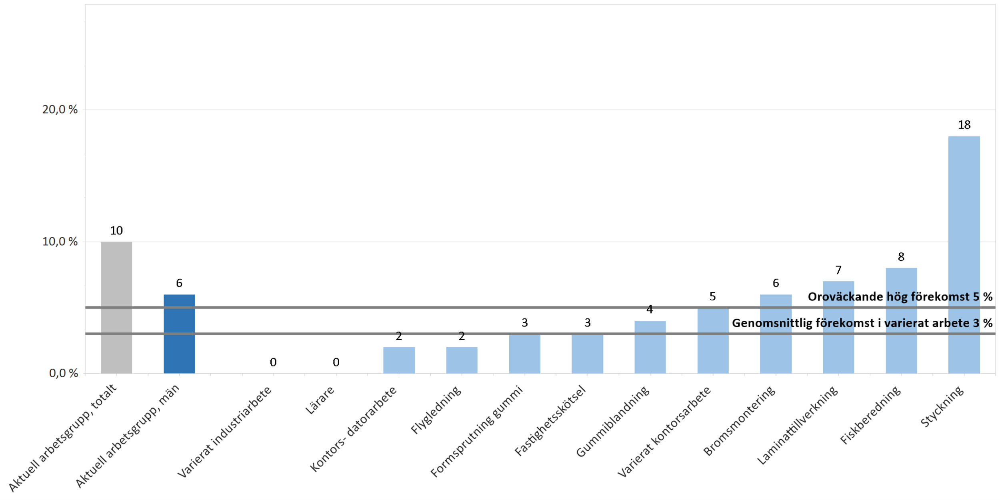 20,0 %
10,0 %
0,0 %
10
6
0
0
2
2
3
3
4
5
6
7
8
18
Oroväckande hög förekomst 5 %
Genomsnittlig förekomst i varierat arbete 3 %
Aktuell arbetsgrupp, totalt
Aktuell arbetsgrupp, män
Varierat industriarbete
Lärare
Kontors- datorarbete
Flygledning
Formsprutning gummi
Fastighetsskötsel
Gummiblandning
Varierat kontorsarbete
Bromsmontering
Laminattillverkning
Fiskberedning
Styckning